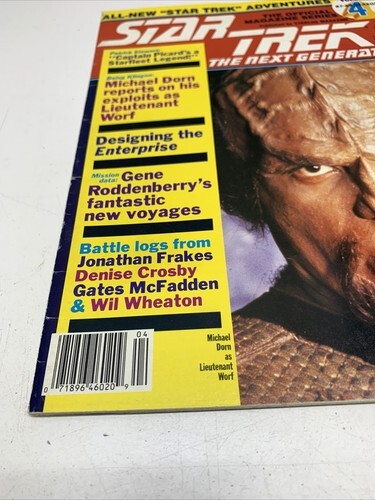 ALL-NEW "STAR TREK" ADVENTURES
4
STAR TREK
THE OFFICIAL
MAGAZINE SERIES
THE NEXT GENERAT
Patrick Stewart:
"Captain Picard's a
Starfleet Legend!"
Being Klingon:
Michael Dorn
reports on his
exploits as
Lieutenant
Worf
Designing the
Enterprise
Mission
data: Gene
Roddenberry's
fantastic
new voyages
Battle logs from
Jonathan Frakes
Denise Crosby
Gates McFadden
& Wil Wheaton
Michael
Dorn
as
Lieutenant
Worf
04
0 71896 46020 9